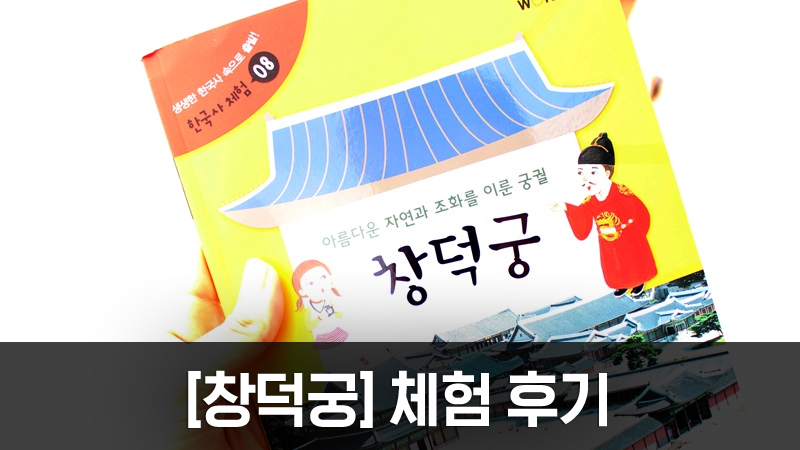 생생한 한국사 속으로 출발!
한국사 체험 08
아름다운 자연과 조화를 이룬 궁궐
창덕궁
[창덕궁] 체험 후기